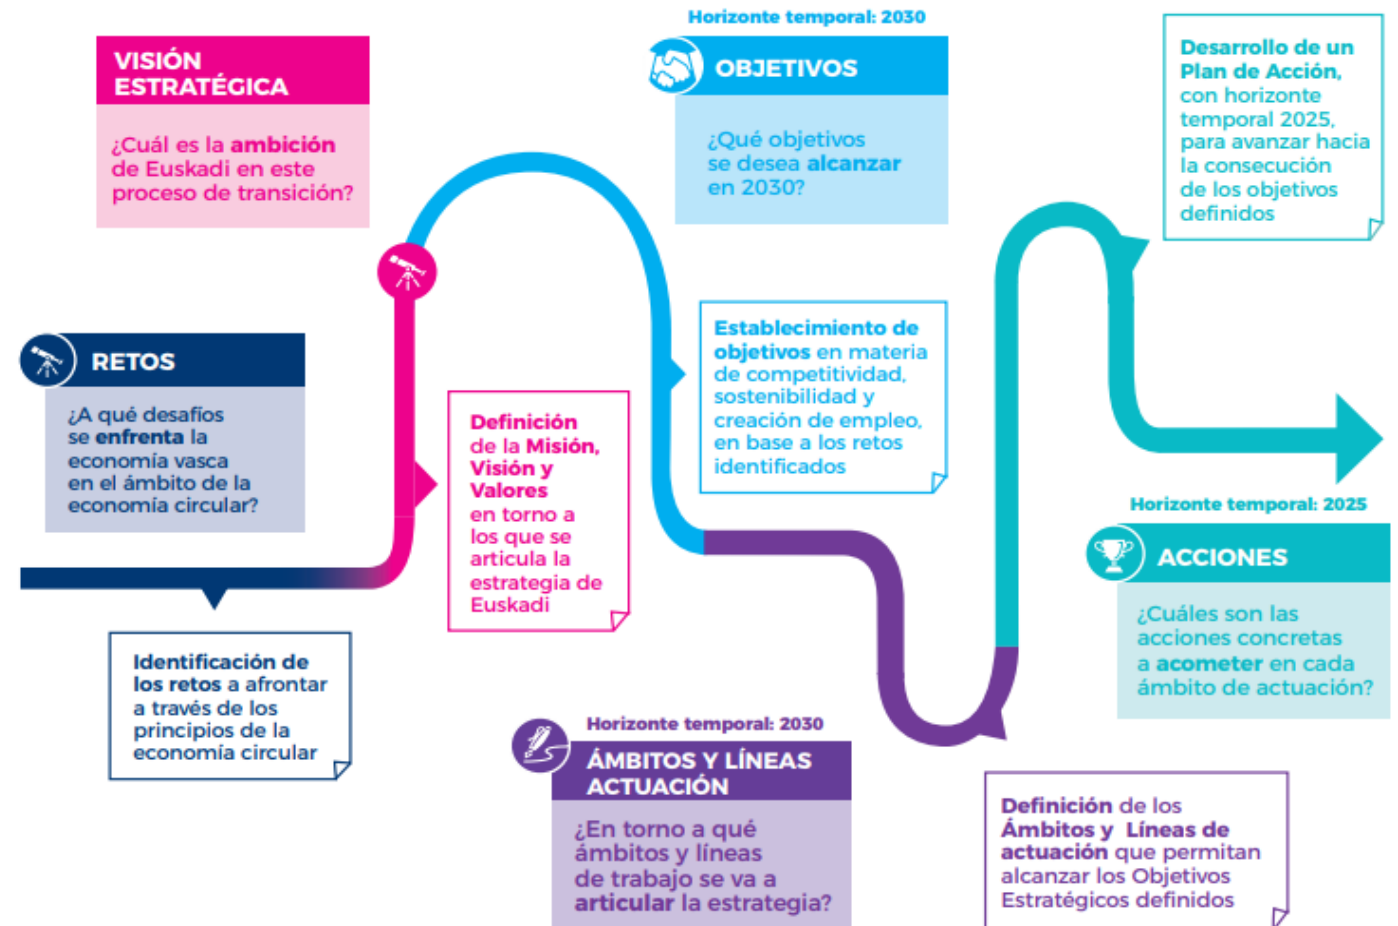 VISIÓN
ESTRATÉGICA
¿Cuál es la ambición
de Euskadi en este
proceso de transición?
Horizonte temporal: 2030
OBJETIVOS
¿Qué objetivos
se desea alcanzar
en 2030?
Desarrollo de un
Plan de Acción,
con horizonte
temporal 2025,
para avanzar hacia
la consecución
de los objetivos
definidos
RETOS
¿A qué desafíos
se enfrenta la
economía vasca
en el ámbito de la
economía circular?
Definición
de la Misión,
Visión y
Valores
en torno a
los que se
articula la
estrategia de
Euskadi
Establecimiento de
objetivos en materia
de competitividad,
sostenibilidad y
creación de empleo,
en base a los retos
identificados
Horizonte temporal: 2025
ACCIONES
¿Cuáles son las
acciones concretas
a acometer en cada
ámbito de actuación?
Identificación de
los retos a afrontar
a través de los
principios de la
economía circular
Horizonte temporal: 2030
ÁMBITOS Y LÍNEAS
ACTUACIÓN
¿En torno a qué
ámbitos y líneas
de trabajo se va a
articular la estrategia?
Definición de los
Ámbitos y Líneas de
actuación que permitan
alcanzar los Objetivos
Estratégicos definidos